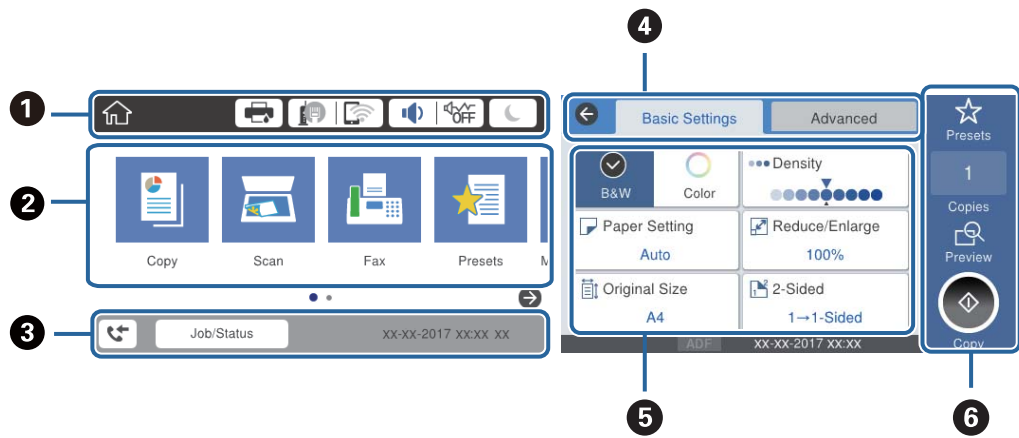 4
1
OFF
Basic Settings
Advanced
Presets
2
Copy
Scan
Fax
Presets
B&W
Color
Density
1
Copies
Paper Setting
Auto
Reduce/Enlarge
100%
Preview
3
Job/Status
xx-xx-2017 xx:xx xx
Original Size
A4
2-Sided
1→1-Sided
ADF
xx-xx-2017 xx:xx
Copy
5
6